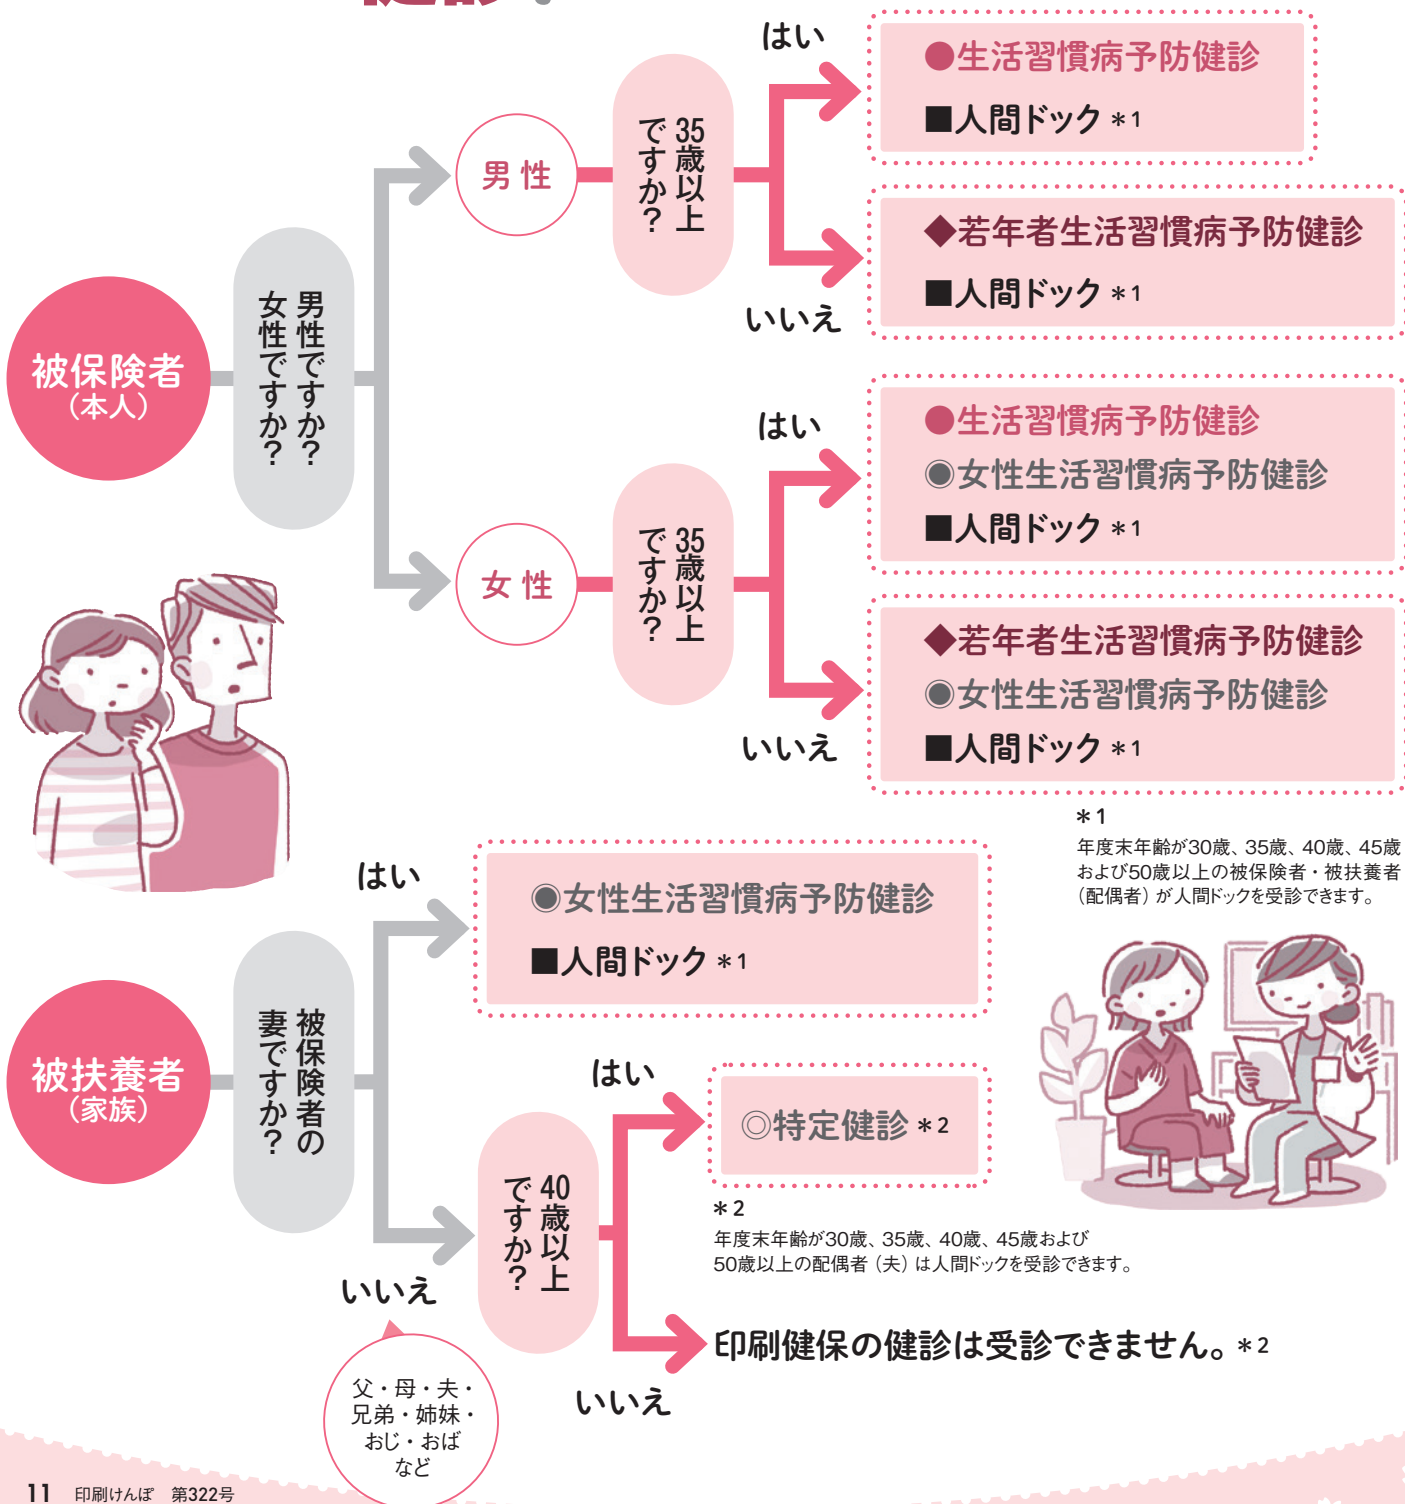 被保険者
（本人）
男性ですか？
女性ですか？
男性
35歳以上
ですか？
はい
●生活習慣病予防健診
■人間ドック ＊1
いいえ
◆若年者生活習慣病予防健診
■人間ドック ＊1
女性
35歳以上
ですか？
はい
●生活習慣病予防健診
◉女性生活習慣病予防健診
■人間ドック ＊1
いいえ
◆若年者生活習慣病予防健診
◉女性生活習慣病予防健診
■人間ドック ＊1
＊1
年度末年齢が30歳、35歳、40歳、45歳
および50歳以上の被保険者・被扶養者
（配偶者）が人間ドックを受診できます。
被扶養者
（家族）
被保険者の
妻ですか？
はい
◉女性生活習慣病予防健診
■人間ドック ＊1
いいえ
父・母・夫・
兄弟・姉妹・
おじ・おば
など
40歳以上
ですか？
はい
◎特定健診 ＊2
＊2
年度末年齢が30歳、35歳、40歳、45歳および
50歳以上の配偶者（夫）は人間ドックを受診できます。
いいえ
印刷健保の健診は受診できません。＊2
11 印刷けんぽ 第322号